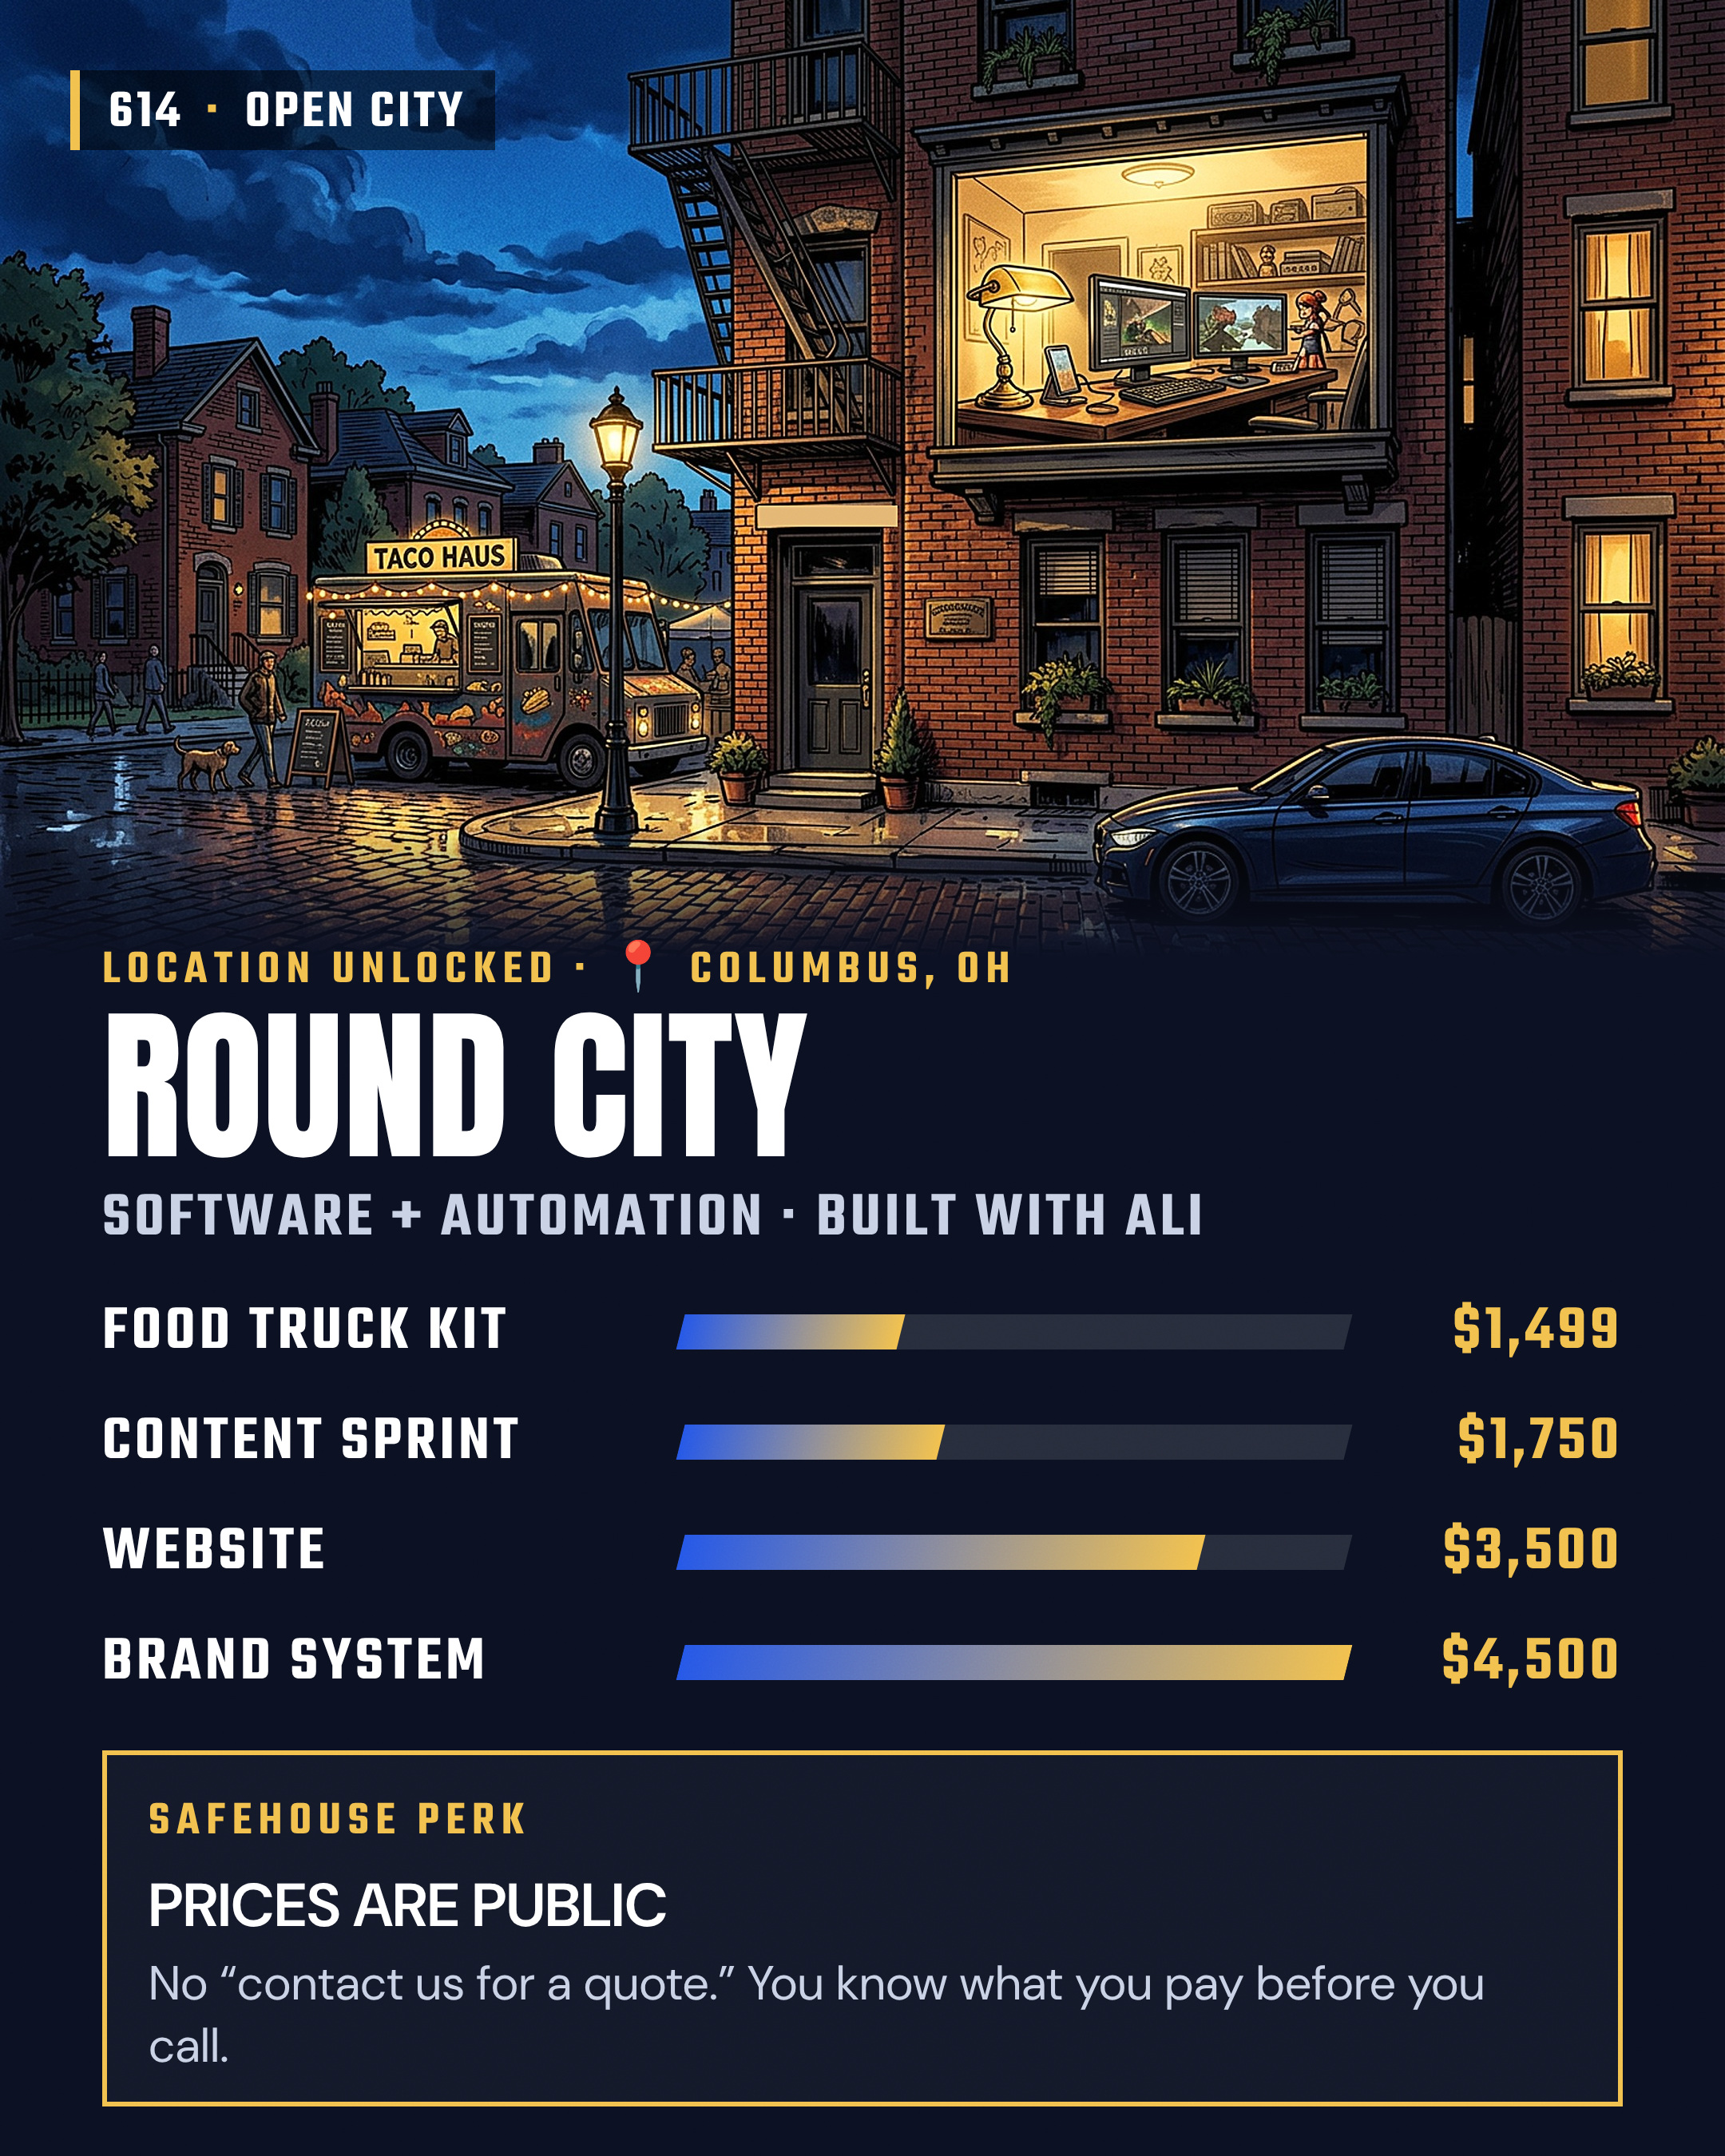 614 · OPEN CITY
TACO HAUS
LOCATION UNLOCKED · 📍 COLUMBUS, OH
ROUND CITY
SOFTWARE + AUTOMATION · BUILT WITH ALI
FOOD TRUCK KIT $1,499
CONTENT SPRINT $1,750
WEBSITE $3,500
BRAND SYSTEM $4,500
SAFEHOUSE PERK
PRICES ARE PUBLIC
No “contact us for a quote.” You know what you pay before you
call.